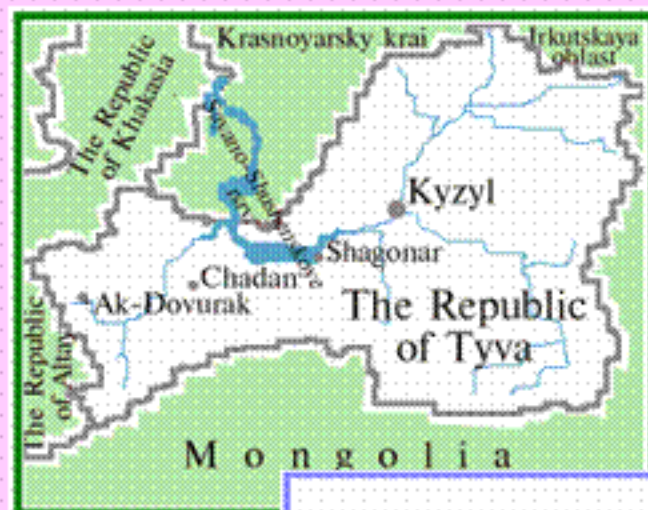 Krasnoyarsky krai
Irkutskaya
oblast
The Republic
of Khakasia
Kyzyl
Shagonar
Chadan
Ak-Dovurak
The Republic
of Tyva
The Republic
of Altay
Mongolia